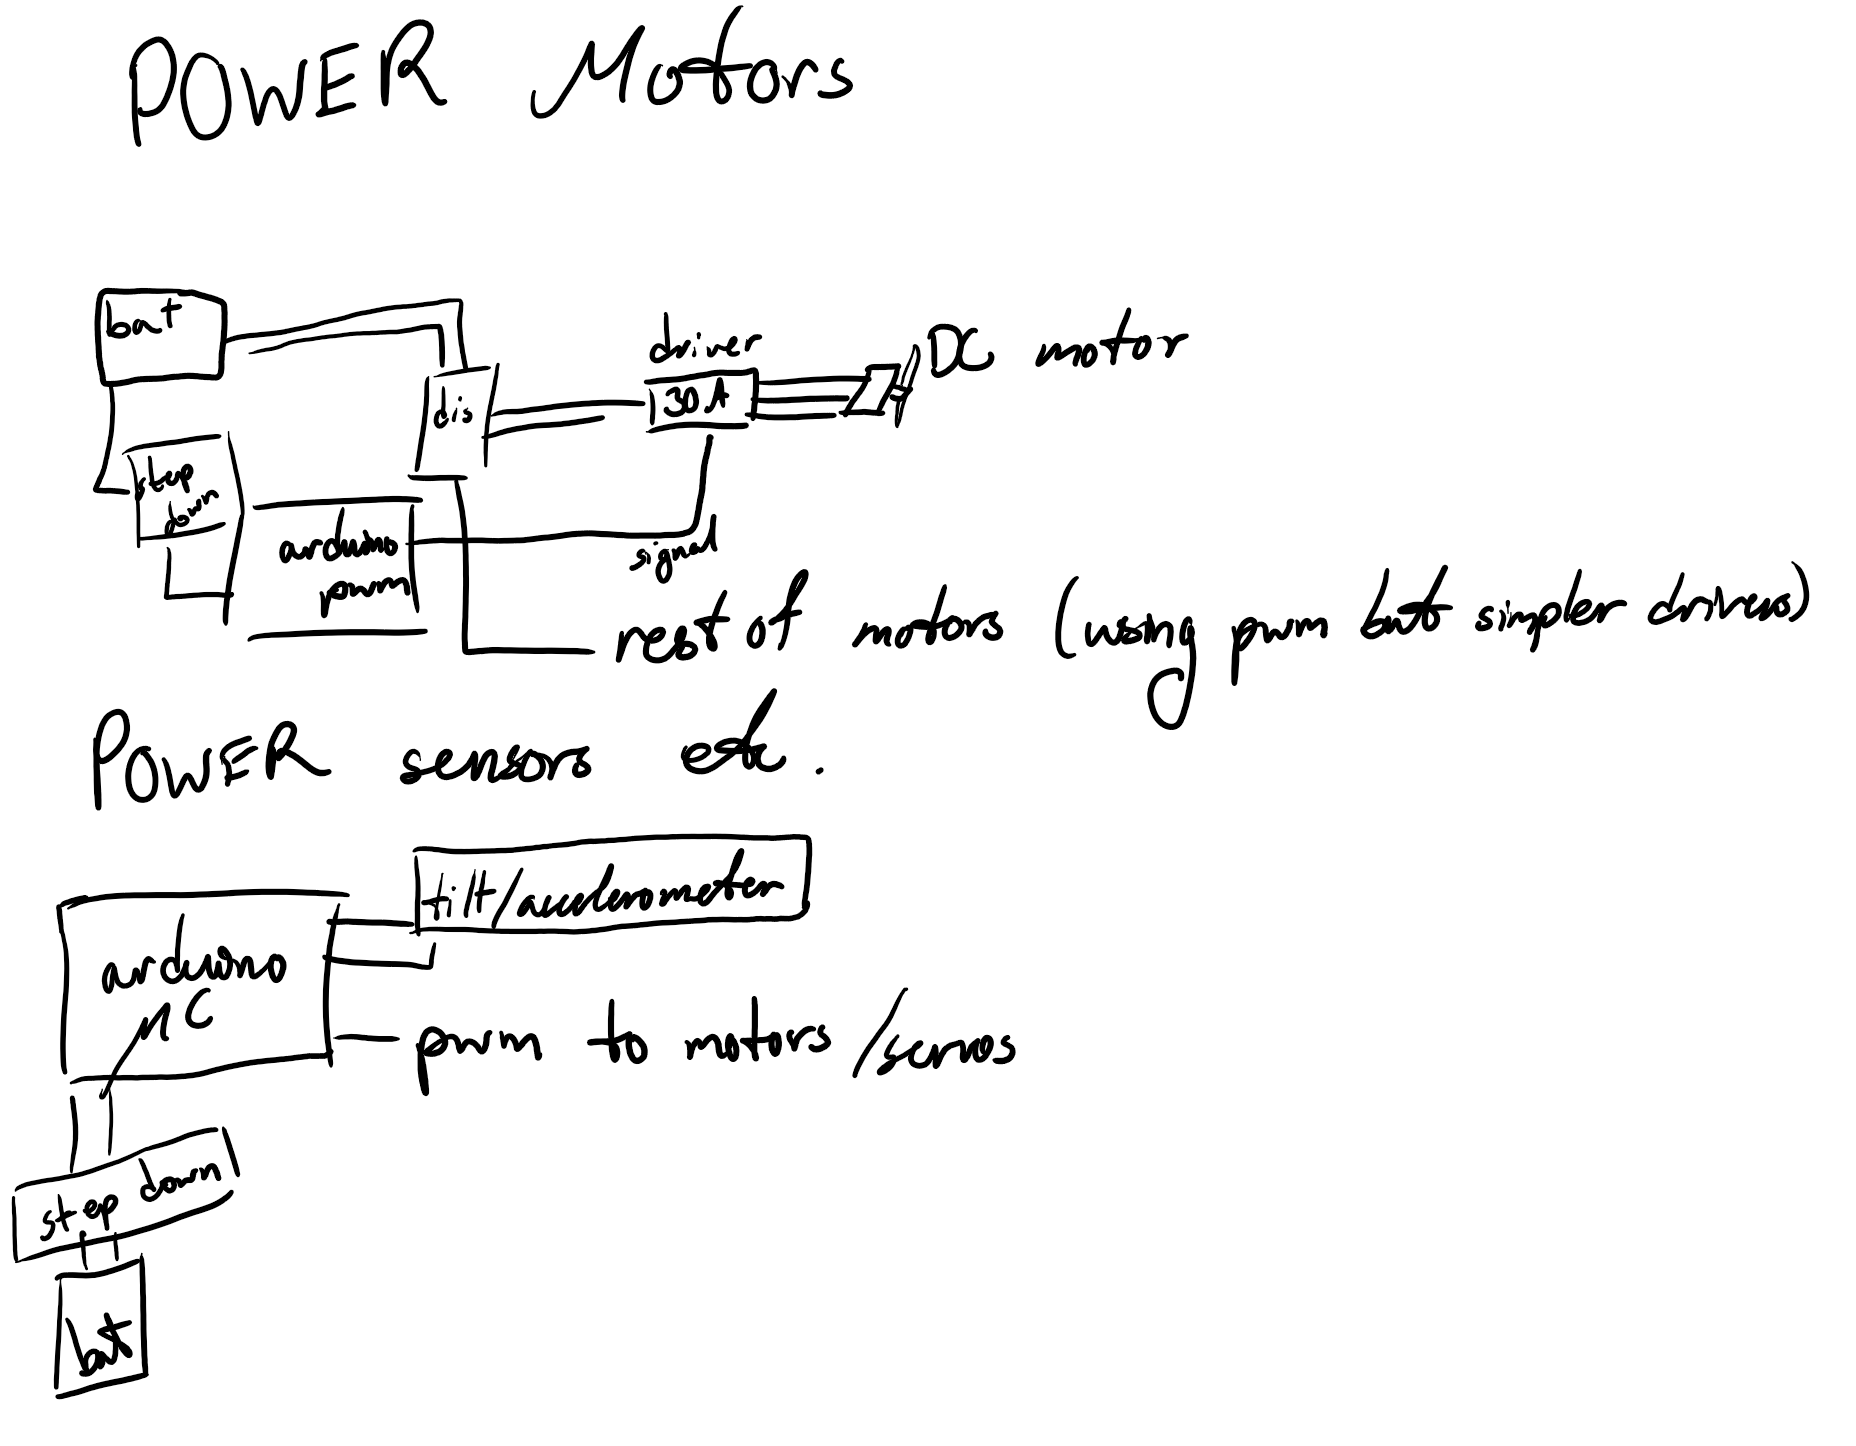 POWER Motors
bat
dis
driver
30A
DC motor
step
down
arduino
pwm
signal
rest of motors (using pwm but simpler drivers)
POWER sensors etc.
tilt/accelerometer
arduino
μC
pwm to motors/servos
step down
bat